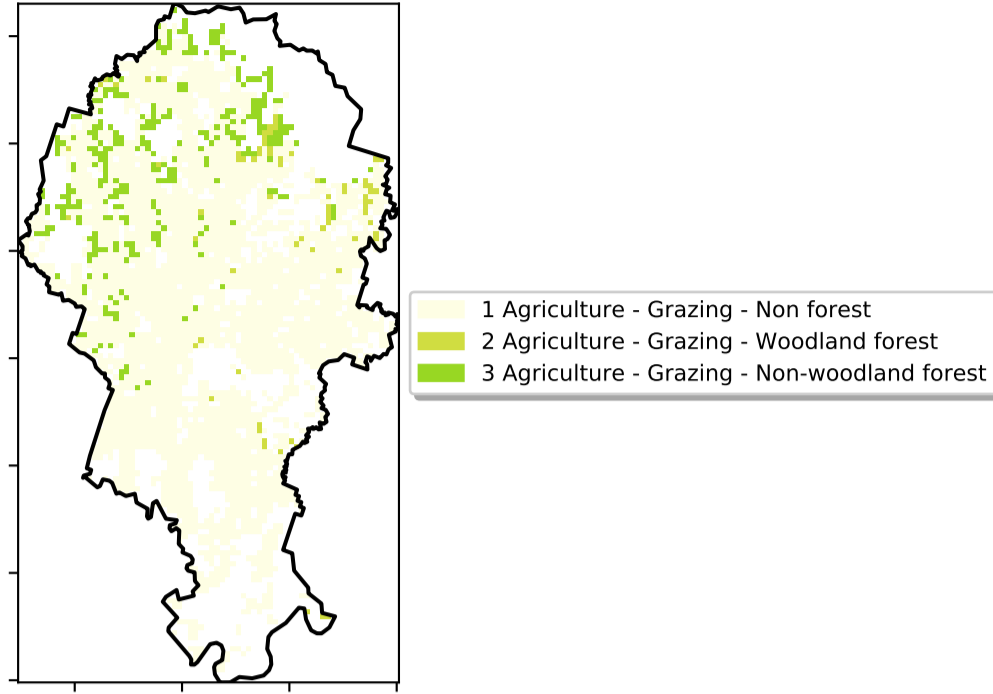 1 Agriculture - Grazing - Non forest
2 Agriculture - Grazing - Woodland forest
3 Agriculture - Grazing - Non-woodland forest